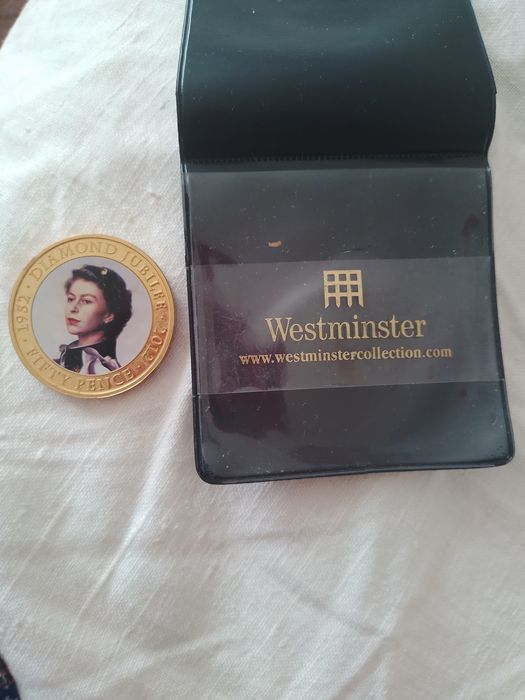 1952 · DIAMOND JUBILEE · 2012 · FIFTY PENCE ·
Westminster
www.westminstercollection.com